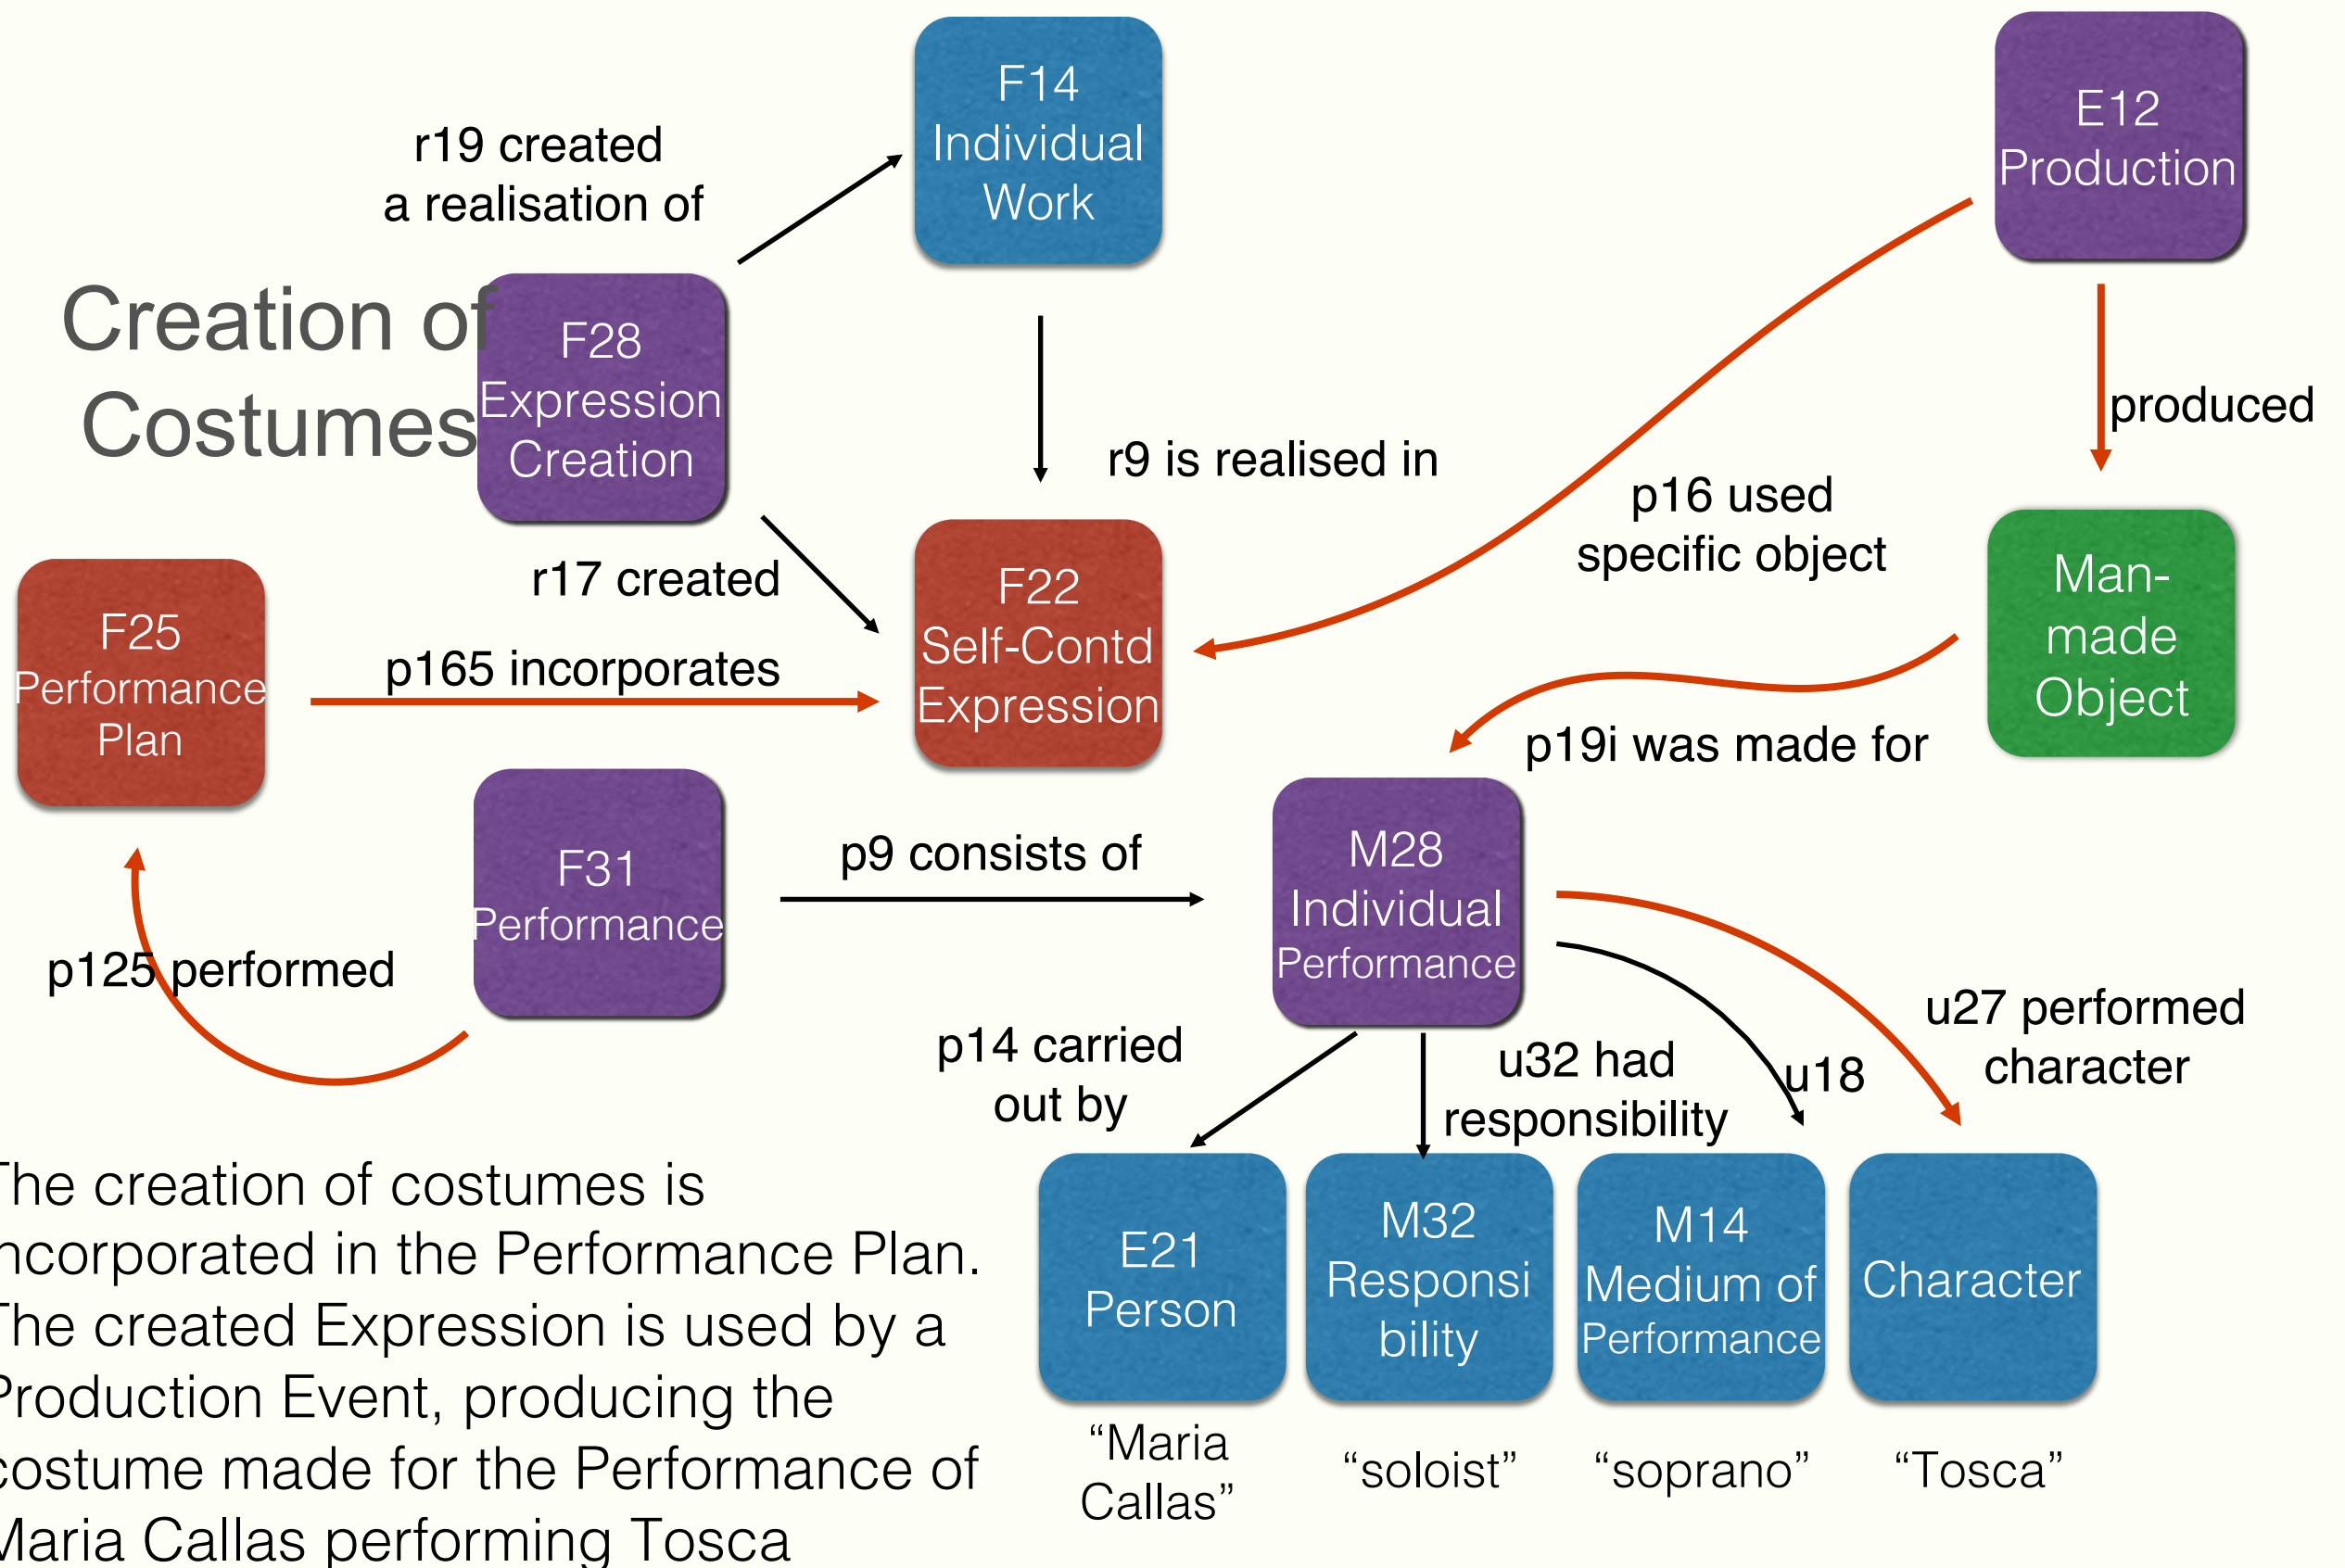 Creation of
Costumes
r19 created
a realisation of
F14
Individual
Work
E12
Production
F28
Expression
Creation
r9 is realised in
produced
p16 used
specific object
r17 created
F25
Performance
Plan
p165 incorporates
F22
Self-Contd
Expression
Man-
made
Object
p19i was made for
F31
Performance
p9 consists of
M28
Individual
Performance
p125 performed
p14 carried
out by
u32 had
responsibility
u18
u27 performed
character
E21
Person
M32
Responsi
bility
M14
Medium of
Performance
Character
“Maria
Callas”
“soloist”
“soprano”
“Tosca”
The creation of costumes is
incorporated in the Performance Plan.
The created Expression is used by a
Production Event, producing the
costume made for the Performance of
Maria Callas performing Tosca